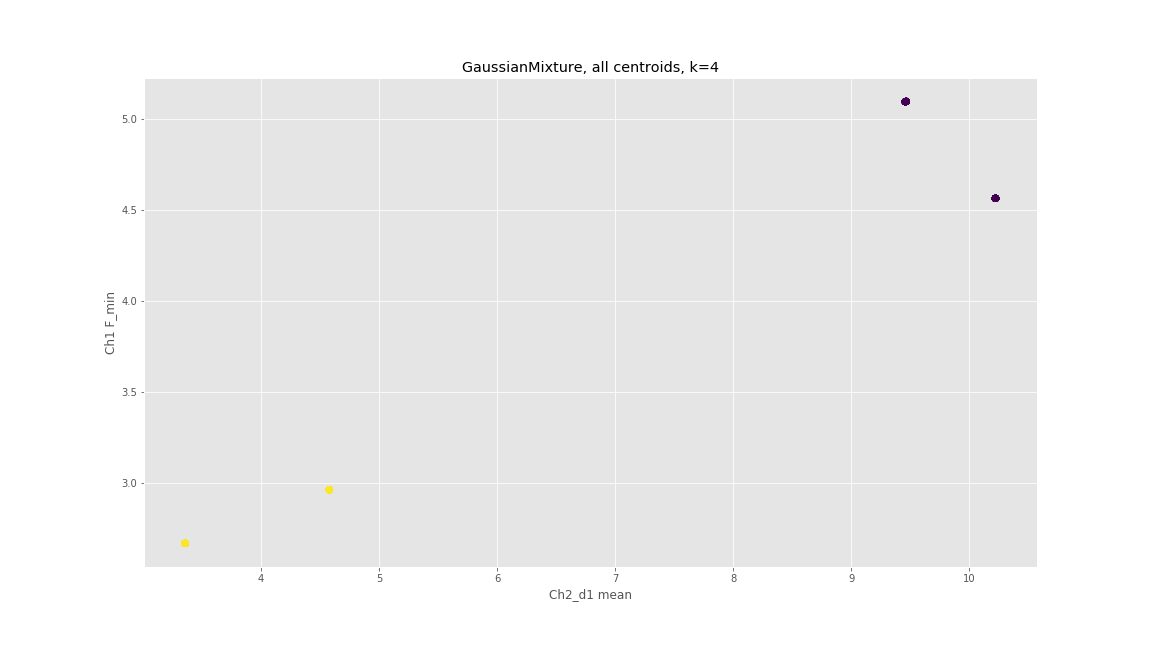 GaussianMixture, all centroids, k=4
5.0
4.5
4.0
3.5
3.0
Ch1 F_min
4 5 6 7 8 9 10
Ch2_d1 mean